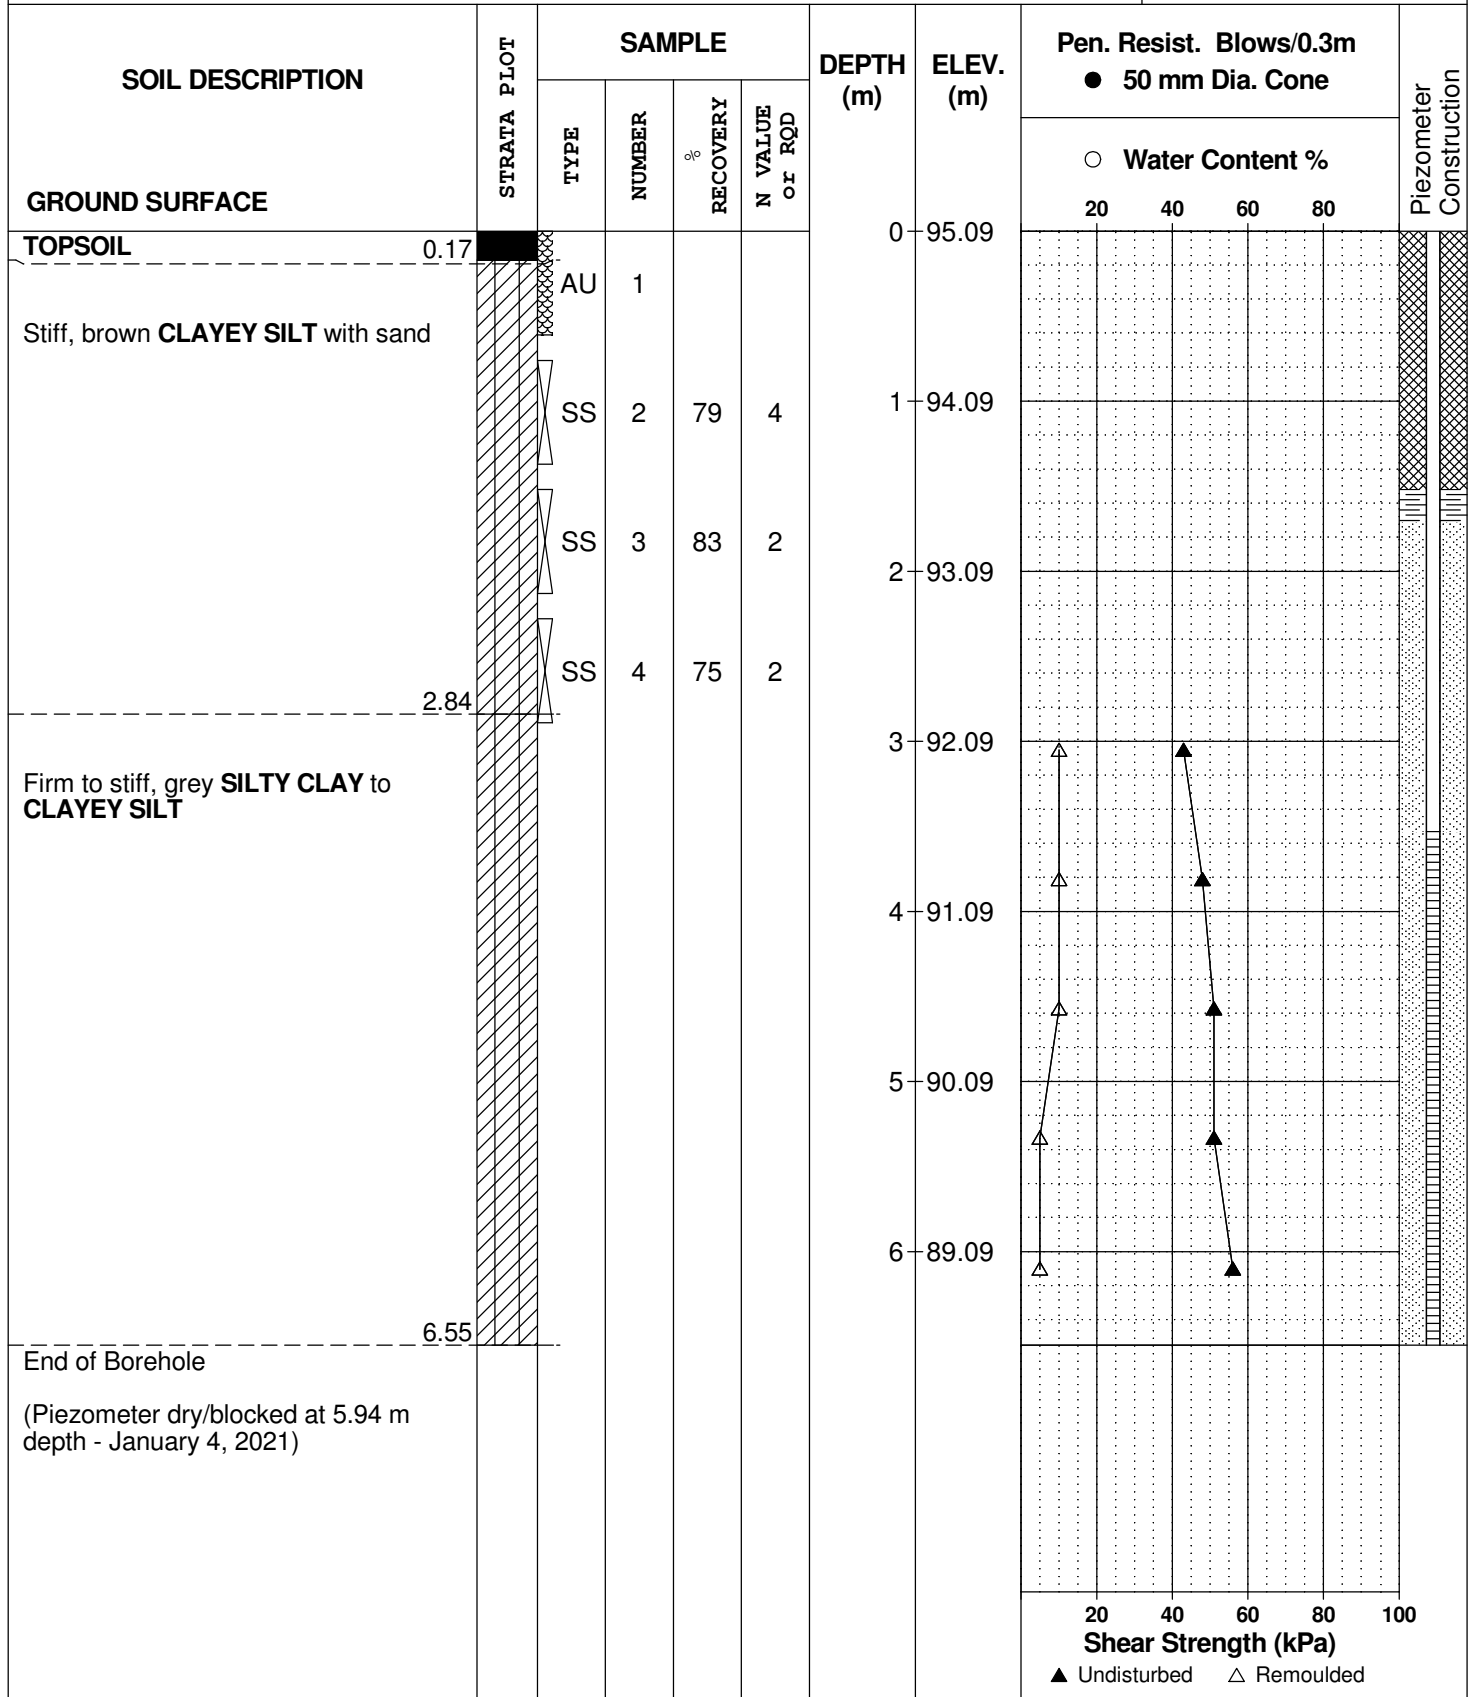 SOIL DESCRIPTION
GROUND SURFACE
STRATA PLOT
SAMPLE
TYPE
NUMBER
% RECOVERY
N VALUE or RQD
DEPTH (m)
ELEV. (m)
Pen. Resist. Blows/0.3m
● 50 mm Dia. Cone
○ Water Content %
20 40 60 80
Piezometer Construction
TOPSOIL 0.17
0 95.09
AU 1
Stiff, brown CLAYEY SILT with sand
SS 2 79 4
1 94.09
SS 3 83 2
2 93.09
SS 4 75 2
2.84
3 92.09
Firm to stiff, grey SILTY CLAY to
CLAYEY SILT
4 91.09
5 90.09
6 89.09
6.55
End of Borehole
(Piezometer dry/blocked at 5.94 m
depth - January 4, 2021)
20 40 60 80 100
Shear Strength (kPa)
▲ Undisturbed △ Remoulded